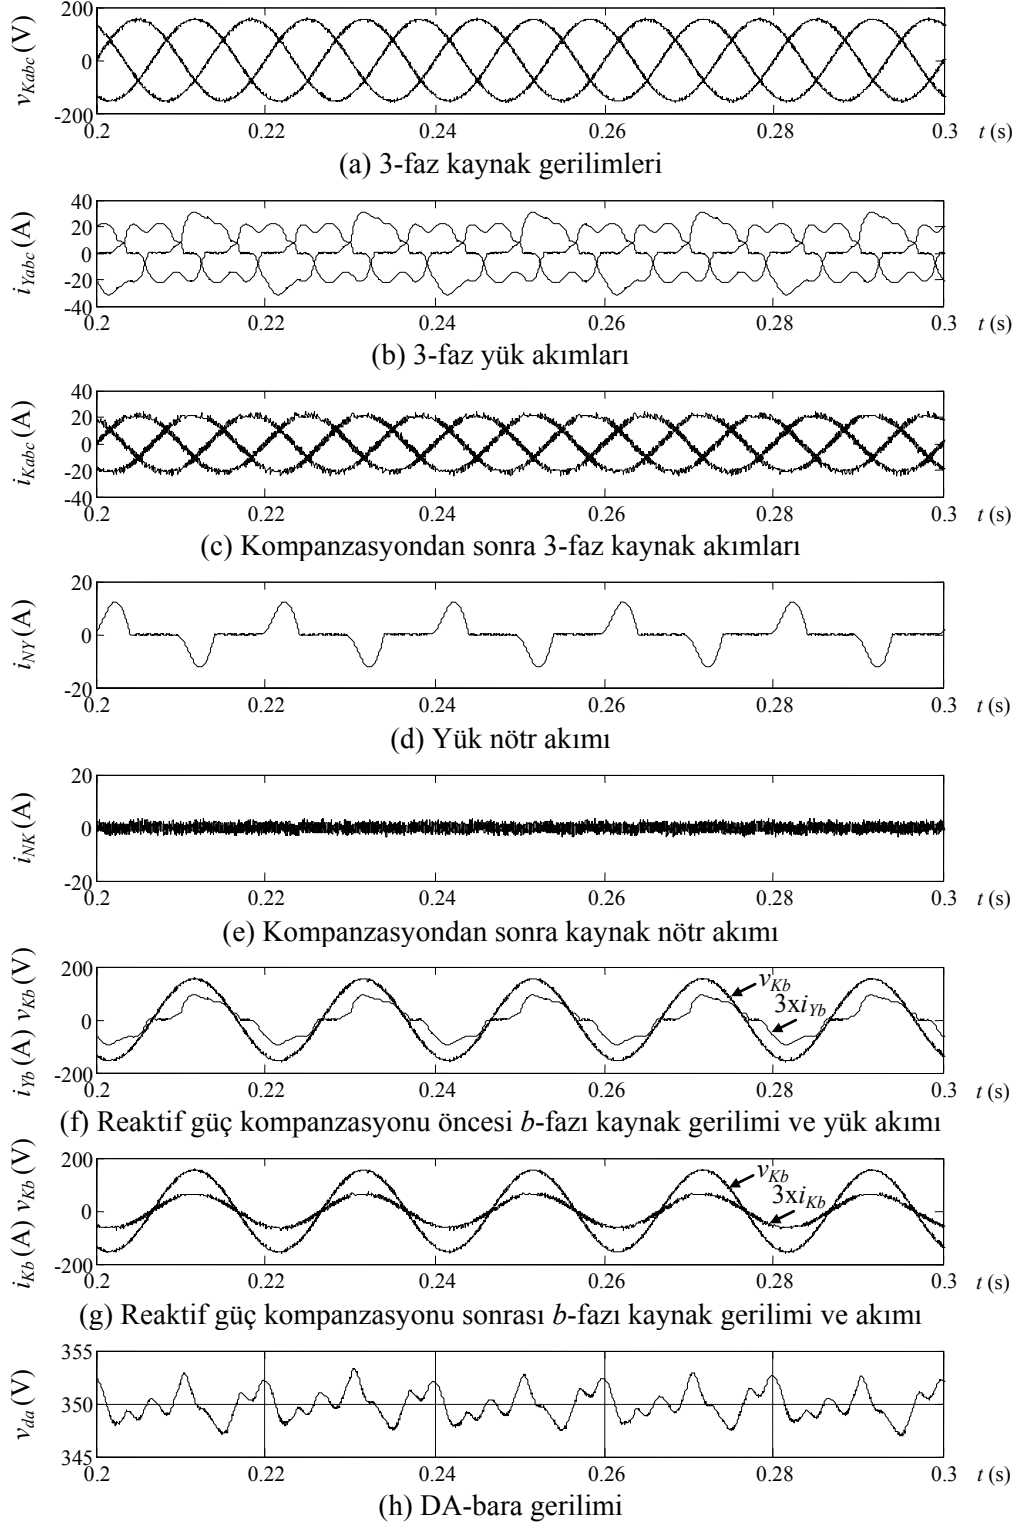 v_Kabc (V)
200
0
-200
0.2 0.22 0.24 0.26 0.28 0.3 t (s)
(a) 3-faz kaynak gerilimleri
i_Yabc (A)
40
20
0
-20
-40
0.2 0.22 0.24 0.26 0.28 0.3 t (s)
(b) 3-faz yük akımları
i_Kabc (A)
40
20
0
-20
-40
0.2 0.22 0.24 0.26 0.28 0.3 t (s)
(c) Kompanzasyondan sonra 3-faz kaynak akımları
i_NY (A)
20
0
-20
0.2 0.22 0.24 0.26 0.28 0.3 t (s)
(d) Yük nötr akımı
i_NK (A)
20
0
-20
0.2 0.22 0.24 0.26 0.28 0.3 t (s)
(e) Kompanzasyondan sonra kaynak nötr akımı
i_Yb (A) v_Kb (V)
200
0
-200
v_Kb
3xi_Yb
0.2 0.22 0.24 0.26 0.28 0.3 t (s)
(f) Reaktif güç kompanzasyonu öncesi b-fazı kaynak gerilimi ve yük akımı
i_Kb (A) v_Kb (V)
200
0
-200
v_Kb
3xi_Kb
0.2 0.22 0.24 0.26 0.28 0.3 t (s)
(g) Reaktif güç kompanzasyonu sonrası b-fazı kaynak gerilimi ve akımı
v_da (V)
355
350
345
0.2 0.22 0.24 0.26 0.28 0.3 t (s)
(h) DA-bara gerilimi